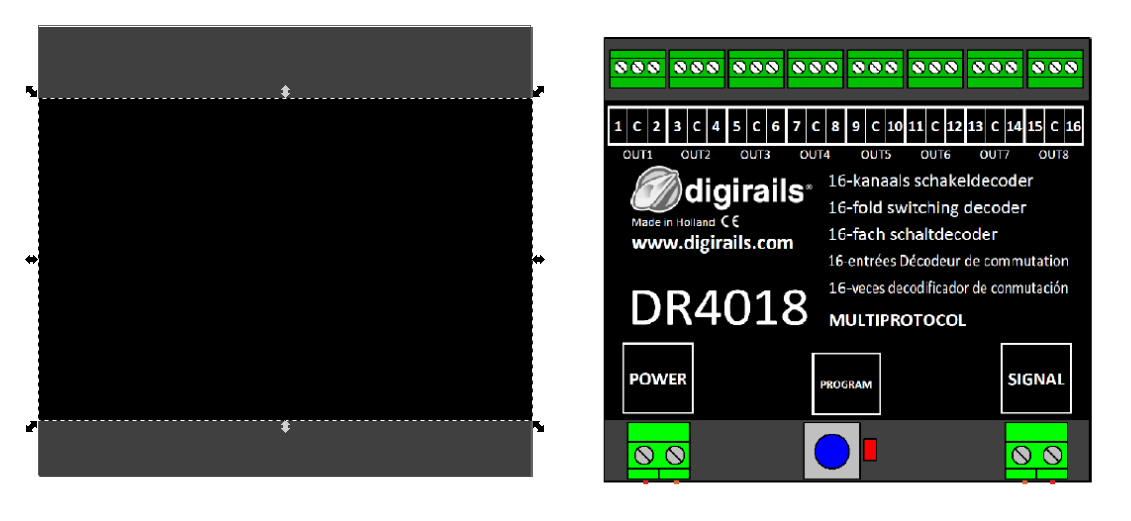 1 C 2 3 C 4 5 C 6 7 C 8 9 C 10 11 C 12 13 C 14 15 C 16
OUT1 OUT2 OUT3 OUT4 OUT5 OUT6 OUT7 OUT8
digirails®
Made in Holland CE
www.digirails.com
16-kanaals schakeldecoder
16-fold switching decoder
16-fach schaltdecoder
16-entrées Décodeur de commutation
16-veces decodificador de conmutación
DR4018
MULTIPROTOCOL
POWER
PROGRAM
SIGNAL